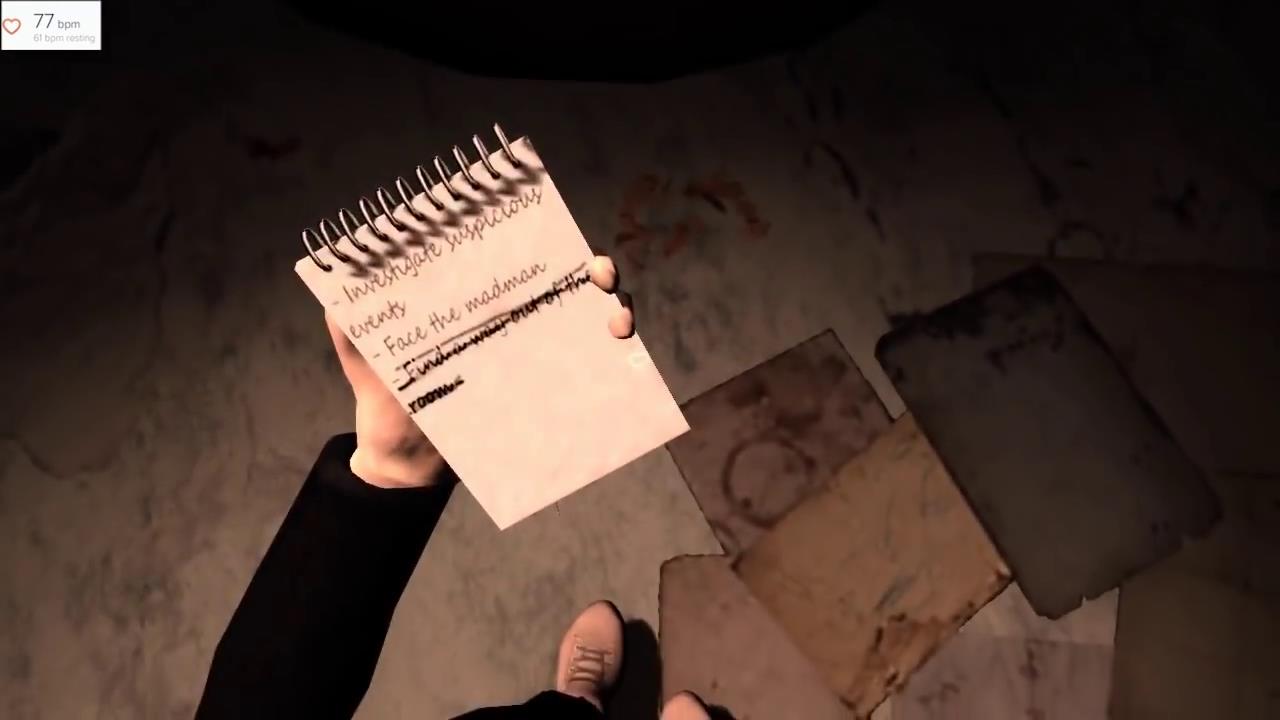 77 bpm
61 bpm resting
- Investigate suspicious
events
- Face the madman
- Find a way out of the
room.